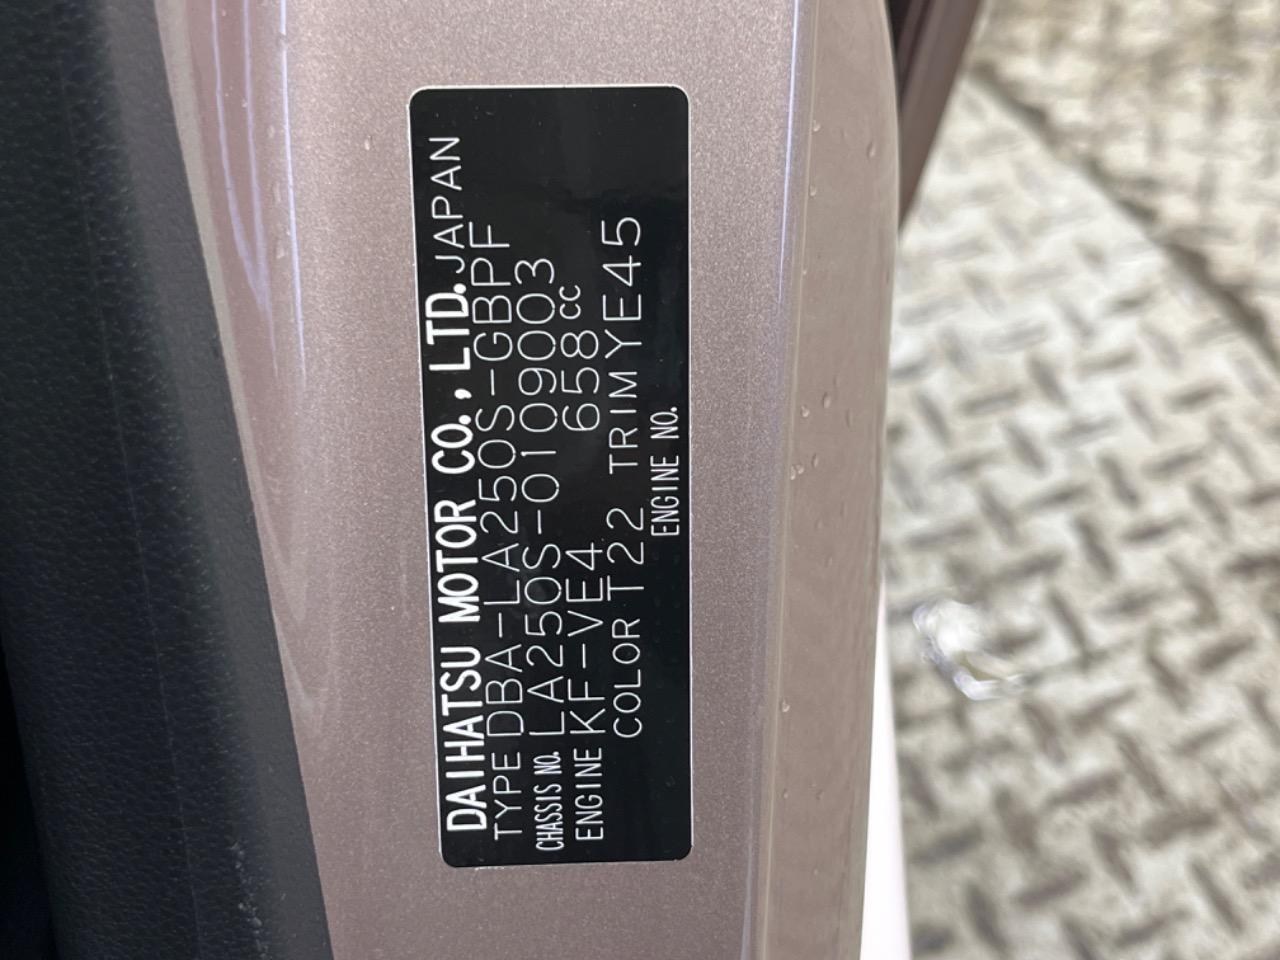 DAIHATSU MOTOR CO., LTD. JAPAN
TYPE DBA-LA250S-GBPF
CHASSIS NO. LA250S-0109003
ENGINE KF-VE4 658cc
COLOR T22 TRIM YE45
ENGINE NO.